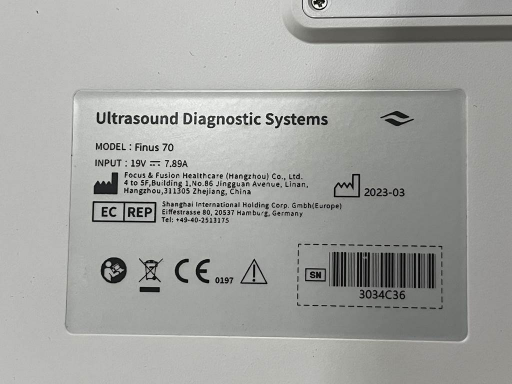 Ultrasound Diagnostic Systems
MODEL: Finus 70
INPUT: 19V 7.89A
Focus & Fusion Healthcare (Hangzhou) Co., Ltd.
4 to 5F,Building 1,No.86 Jingguan Avenue, Linan,
Hangzhou,311305 Zhejiang, China
2023-03
EC REP
Shanghai International Holding Corp. Gmbh(Europe)
Eiffestrasse 80, 20537 Hamburg, Germany
Tel: +49-40-2513175
CE 0197
SN
3034C36